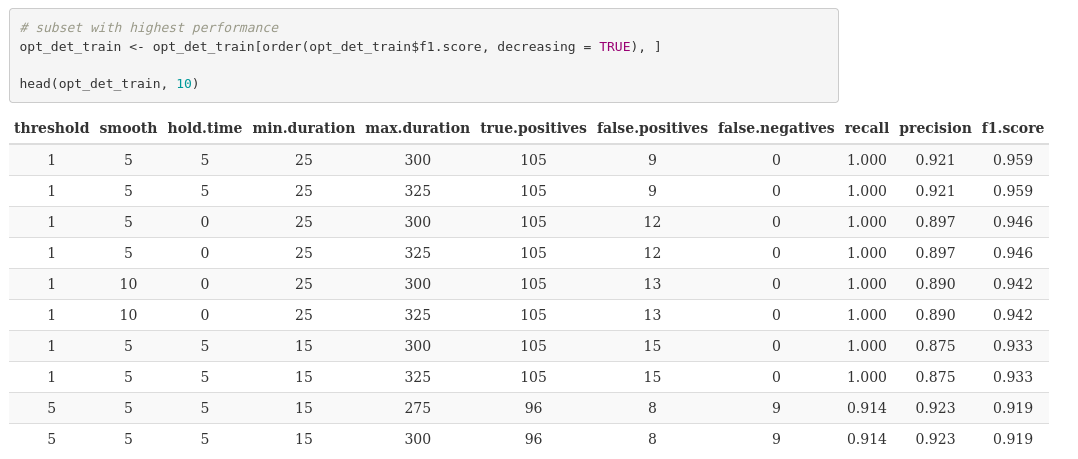 # subset with highest performance
opt_det_train <- opt_det_train[order(opt_det_train$f1.score, decreasing = TRUE), ]
head(opt_det_train, 10)
threshold smooth hold.time min.duration max.duration true.positives false.positives false.negatives recall precision f1.score
1 5 5 25 300 105 9 0 1.000 0.921 0.959
1 5 5 25 325 105 9 0 1.000 0.921 0.959
1 5 0 25 300 105 12 0 1.000 0.897 0.946
1 5 0 25 325 105 12 0 1.000 0.897 0.946
1 10 0 25 300 105 13 0 1.000 0.890 0.942
1 10 0 25 325 105 13 0 1.000 0.890 0.942
1 5 5 15 300 105 15 0 1.000 0.875 0.933
1 5 5 15 325 105 15 0 1.000 0.875 0.933
5 5 5 15 275 96 8 9 0.914 0.923 0.919
5 5 5 15 300 96 8 9 0.914 0.923 0.919